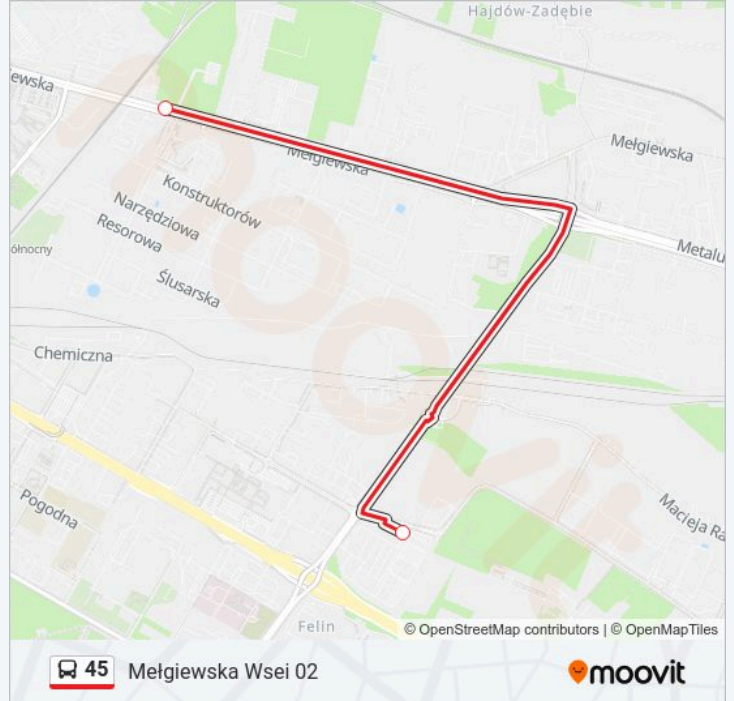 Hajdów-Zadębie
ewska
Mełgiewska
Mełgiewska
Konstruktorów
Narzędziowa
Resorowa
ółnocny
Metalu
Ślusarska
Chemiczna
Pogodna
Macieja Ra
Felin
© OpenStreetMap contributors | © OpenMapTiles
45 Mełgiewska Wsei 02
moovit
moovit